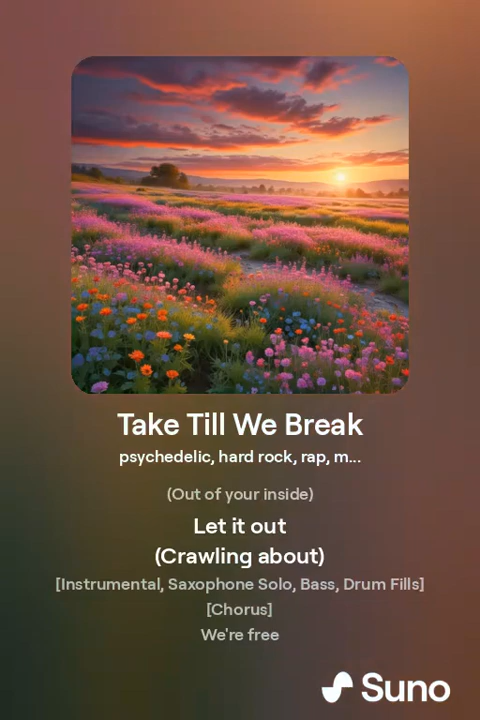 Take Till We Break
psychedelic, hard rock, rap, m...
(Out of your inside)
Let it out
(Crawling about)
[Instrumental, Saxophone Solo, Bass, Drum Fills]
[Chorus]
We're free
Suno